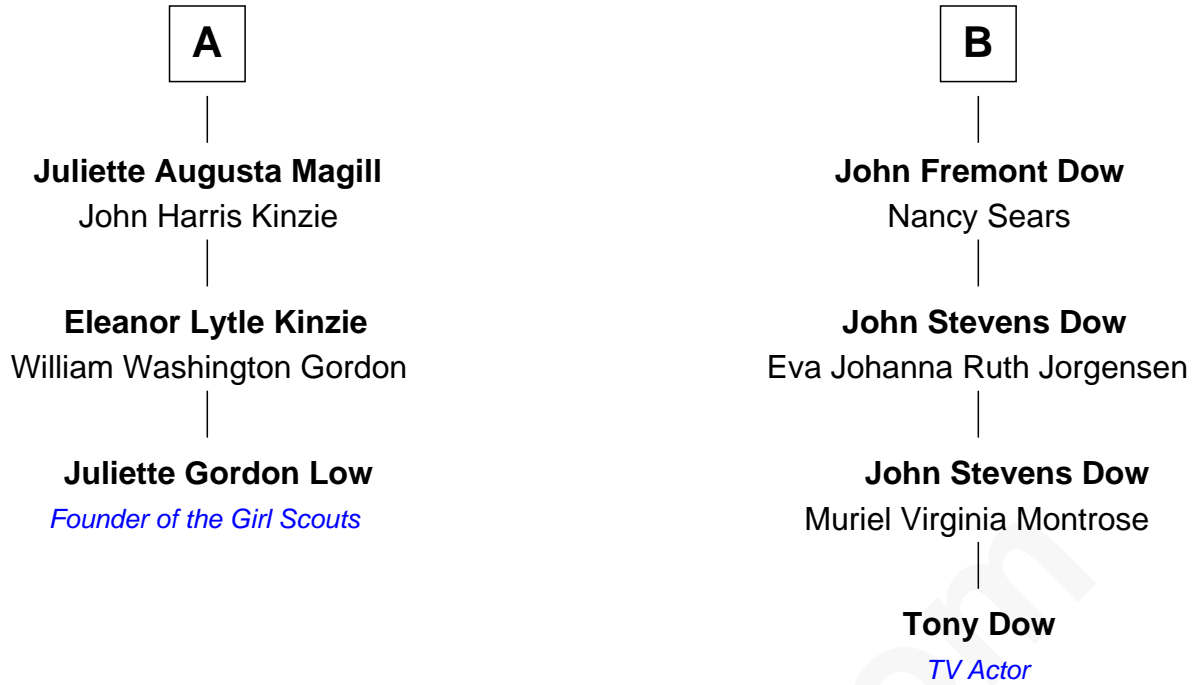 A
Juliette Augusta Magill
John Harris Kinzie
Eleanor Lytle Kinzie
William Washington Gordon
Juliette Gordon Low
Founder of the Girl Scouts
B
John Fremont Dow
Nancy Sears
John Stevens Dow
Eva Johanna Ruth Jorgensen
John Stevens Dow
Muriel Virginia Montrose
Tony Dow
TV Actor